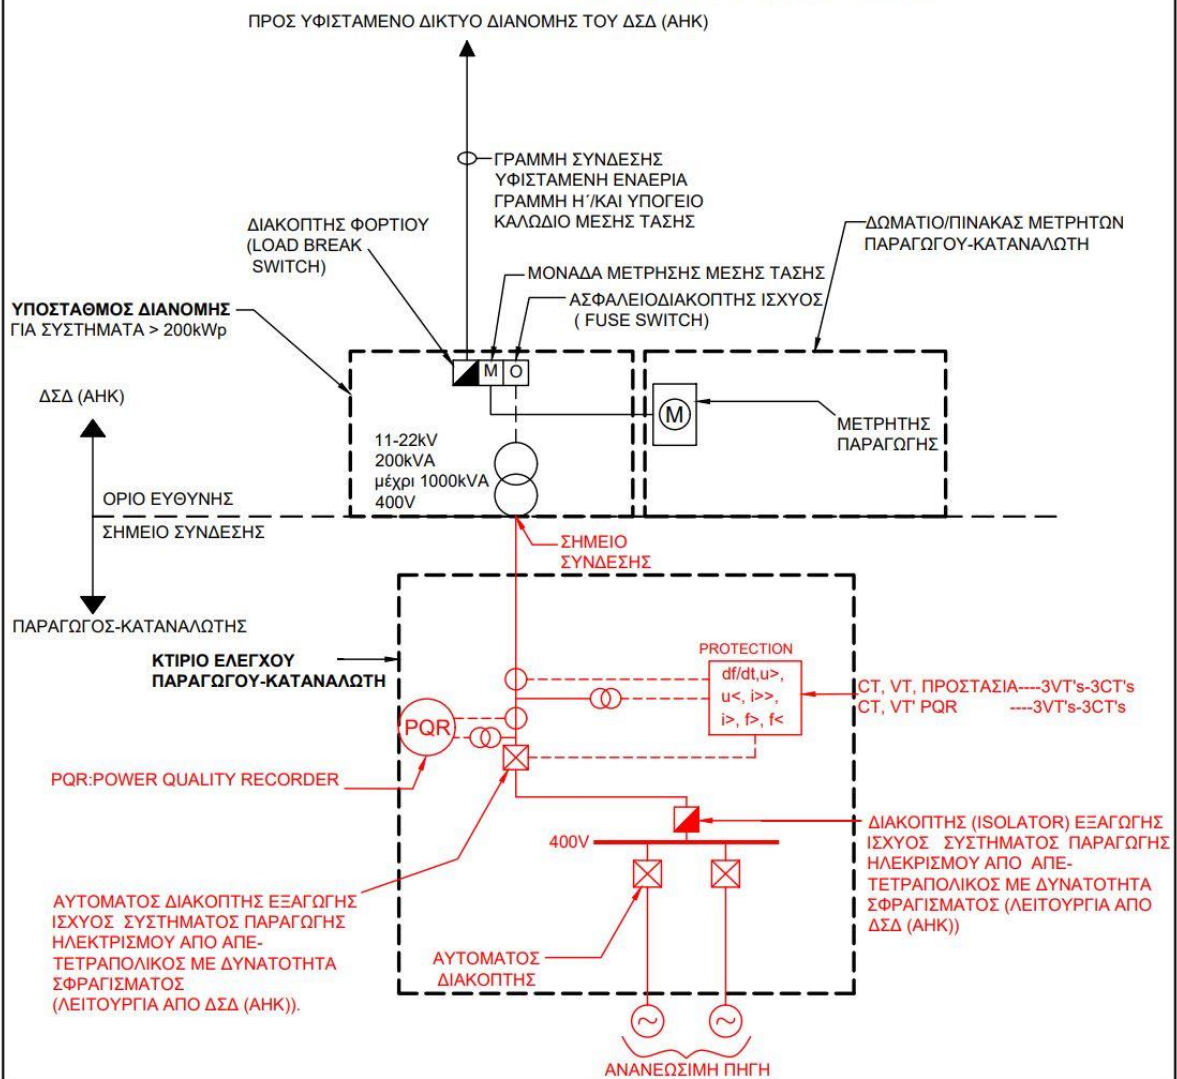 ΠΡΟΣ ΥΦΙΣΤΑΜΕΝΟ ΔΙΚΤΥΟ ΔΙΑΝΟΜΗΣ ΤΟΥ ΔΣΔ (ΑΗΚ)
ΓΡΑΜΜΗ ΣΥΝΔΕΣΗΣ
ΥΦΙΣΤΑΜΕΝΗ ΕΝΑΕΡΙΑ
ΓΡΑΜΜΗ Η΄/ΚΑΙ ΥΠΟΓΕΙΟ
ΚΑΛΩΔΙΟ ΜΕΣΗΣ ΤΑΣΗΣ
ΔΙΑΚΟΠΤΗΣ ΦΟΡΤΙΟΥ
(LOAD BREAK
SWITCH)
ΔΩΜΑΤΙΟ/ΠΙΝΑΚΑΣ ΜΕΤΡΗΤΩΝ
ΠΑΡΑΓΩΓΟΥ-ΚΑΤΑΝΑΛΩΤΗ
ΜΟΝΑΔΑ ΜΕΤΡΗΣΗΣ ΜΕΣΗΣ ΤΑΣΗΣ
ΑΣΦΑΛΕΙΟΔΙΑΚΟΠΤΗΣ ΙΣΧΥΟΣ
( FUSE SWITCH)
ΥΠΟΣΤΑΘΜΟΣ ΔΙΑΝΟΜΗΣ
ΓΙΑ ΣΥΣΤΗΜΑΤΑ > 200kWp
M O
M
ΜΕΤΡΗΤΗΣ
ΠΑΡΑΓΩΓΗΣ
ΔΣΔ (ΑΗΚ)
11-22kV
200kVA
μέχρι 1000kVA
400V
ΟΡΙΟ ΕΥΘΥΝΗΣ
ΣΗΜΕΙΟ ΣΥΝΔΕΣΗΣ
ΣΗΜΕΙΟ
ΣΥΝΔΕΣΗΣ
ΠΑΡΑΓΩΓΟΣ-ΚΑΤΑΝΑΛΩΤΗΣ
ΚΤΙΡΙΟ ΕΛΕΓΧΟΥ
ΠΑΡΑΓΩΓΟΥ-ΚΑΤΑΝΑΛΩΤΗ
PROTECTION
df/dt,u>,
u<, i>>,
i>, f>, f<
CT, VT, ΠΡΟΣΤΑΣΙΑ----3VT's-3CT's
CT, VT' PQR ----3VT's-3CT's
PQR
PQR:POWER QUALITY RECORDER
400V
ΔΙΑΚΟΠΤΗΣ (ISOLATOR) ΕΞΑΓΩΓΗΣ
ΙΣΧΥΟΣ ΣΥΣΤΗΜΑΤΟΣ ΠΑΡΑΓΩΓΗΣ
ΗΛΕΚΡΙΣΜΟΥ ΑΠΟ ΑΠΕ-
ΤΕΤΡΑΠΟΛΙΚΟΣ ΜΕ ΔΥΝΑΤΟΤΗΤΑ
ΣΦΡΑΓΙΣΜΑΤΟΣ (ΛΕΙΤΟΥΡΓΙΑ ΑΠΟ
ΔΣΔ (ΑΗΚ))
ΑΥΤΟΜΑΤΟΣ ΔΙΑΚΟΠΤΗΣ ΕΞΑΓΩΓΗΣ
ΙΣΧΥΟΣ ΣΥΣΤΗΜΑΤΟΣ ΠΑΡΑΓΩΓΗΣ
ΗΛΕΚΤΡΙΣΜΟΥ ΑΠΟ ΑΠΕ-
ΤΕΤΡΑΠΟΛΙΚΟΣ ΜΕ ΔΥΝΑΤΟΤΗΤΑ
ΣΦΡΑΓΙΣΜΑΤΟΣ
(ΛΕΙΤΟΥΡΓΙΑ ΑΠΟ ΔΣΔ (ΑΗΚ)).
ΑΥΤΟΜΑΤΟΣ
ΔΙΑΚΟΠΤΗΣ
ΑΝΑΝΕΩΣΙΜΗ ΠΗΓΗ